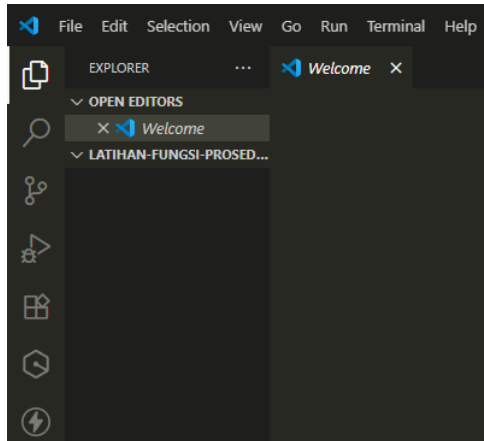 File Edit Selection View Go Run Terminal Help
EXPLORER ... Welcome
OPEN EDITORS
Welcome
LATIHAN-FUNGSI-PROSED...